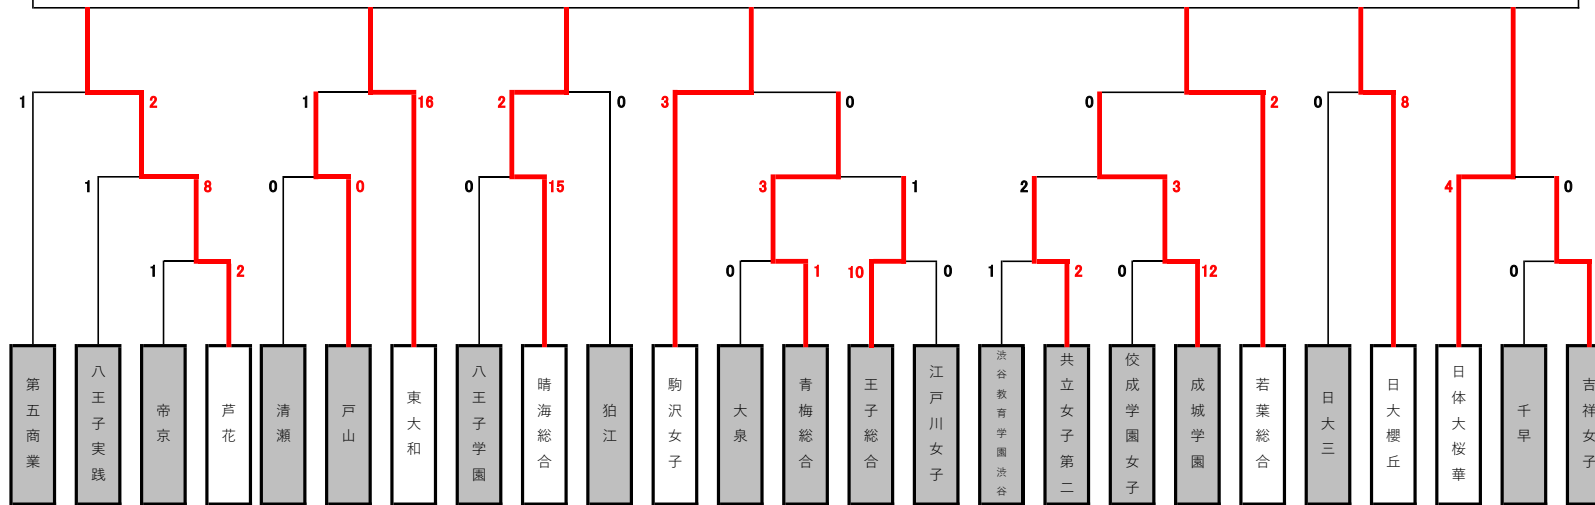 1 2 1 16 2 0 3 0 0 2 0 8
1 8 0 0 0 15 3 1 2 3 4 0
1 2 0 1 10 0 1 2 0 12 0
第五商業
八王子実践
帝京
芦花
清瀬
戸山
東大和
八王子学園
晴海総合
狛江
駒沢女子
大泉
青梅総合
王子総合
江戸川女子
渋谷教育学園渋谷
共立女子第二
佼成学園女子
成城学園
若葉総合
日大三
日大櫻丘
日体大桜華
千早
吉祥女子